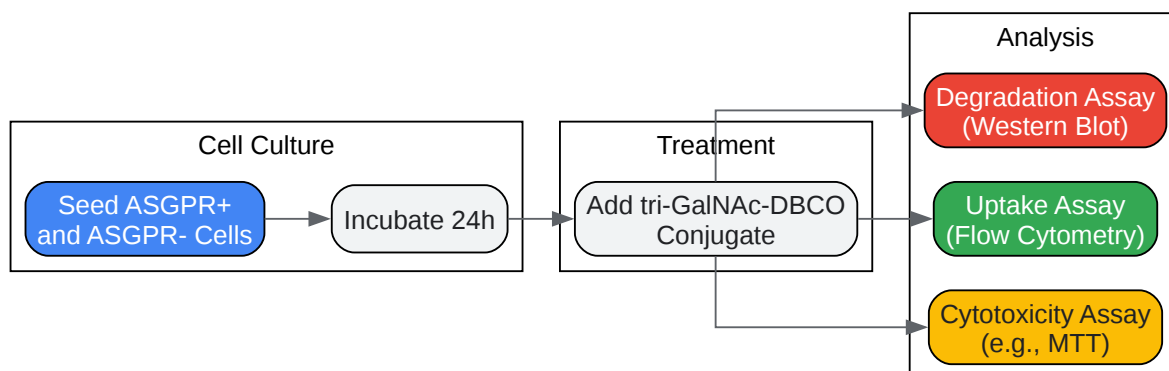 Cell Culture
Seed ASGPR+
and ASGPR- Cells
Incubate 24h
Treatment
Add tri-GalNAc-DBCO
Conjugate
Analysis
Degradation Assay
(Western Blot)
Uptake Assay
(Flow Cytometry)
Cytotoxicity Assay
(e.g., MTT)